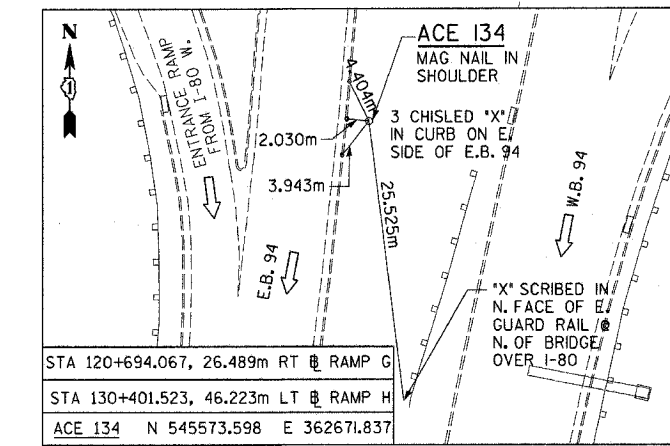 N
1
ENTRANCE RAMP
FROM I-80 W.
ACE 134
MAG NAIL IN
SHOULDER
4.404m
3 CHISLED "X"
IN CURB ON E.
SIDE OF E.B. 94
2.030m
3.943m
25.525m
E.B. 94
W.B. 94
"X" SCRIBED IN
N. FACE OF E.
GUARD RAIL @
N. OF BRIDGE
OVER I-80
STA 120+694.067, 26.489m RT ⅊ RAMP G
STA 130+401.523, 46.223m LT ⅊ RAMP H
ACE 134 N 545573.598 E 362671.837